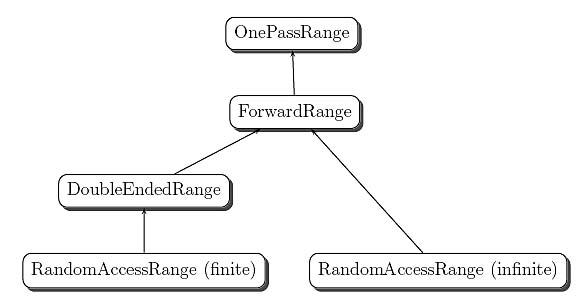 OnePassRange
ForwardRange
DoubleEndedRange
RandomAccessRange (finite)
RandomAccessRange (infinite)